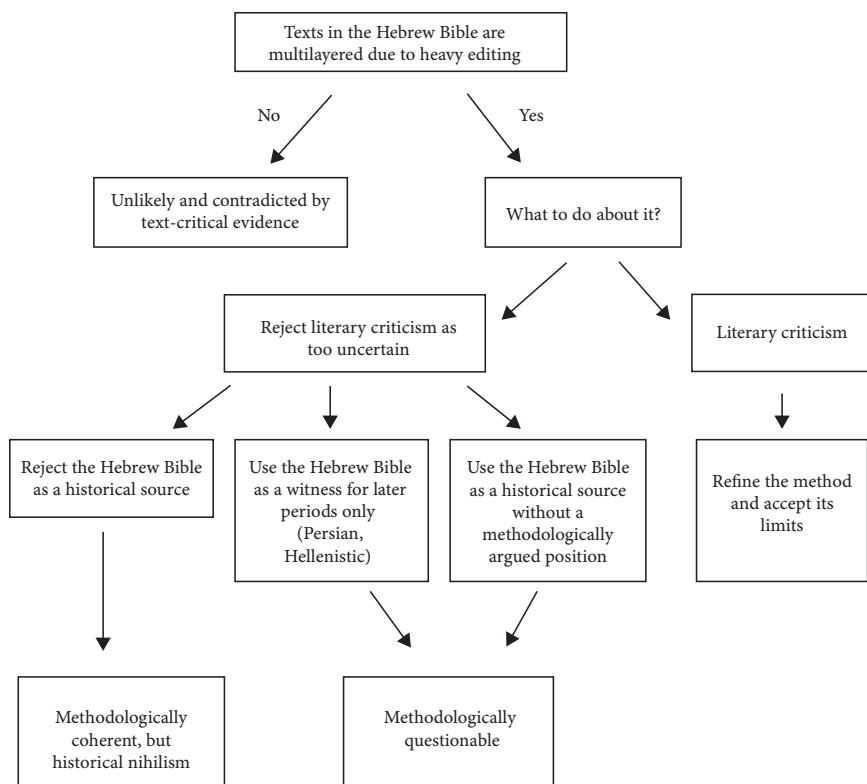 Texts in the Hebrew Bible are
multilayered due to heavy editing
No
Yes
Unlikely and contradicted by
text-critical evidence
What to do about it?
Reject literary criticism as
too uncertain
Literary criticism
Reject the Hebrew Bible
as a historical source
Use the Hebrew Bible
as a witness for later
periods only
(Persian,
Hellenistic)
Use the Hebrew Bible
as a historical source
without a
methodologically
argued position
Refine the method
and accept its
limits
Methodologically
coherent, but
historical nihilism
Methodologically
questionable